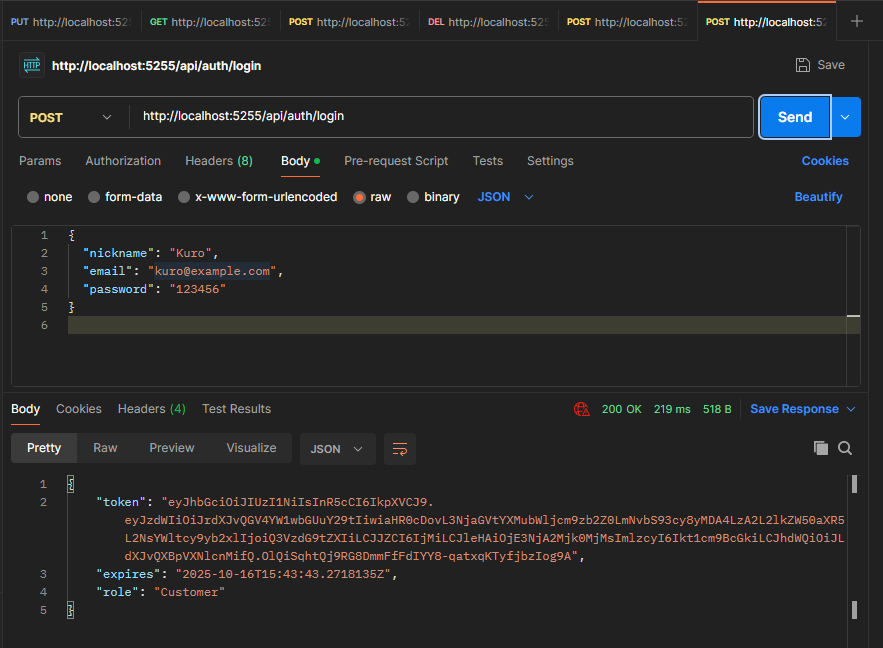 PUT http://localhost:525
GET http://localhost:525
POST http://localhost:52
DEL http://localhost:525
POST http://localhost:52
POST http://localhost:52
HTTP http://localhost:5255/api/auth/login
Save
POST http://localhost:5255/api/auth/login
Send
Params Authorization Headers (8) Body Pre-request Script Tests Settings Cookies
none form-data x-www-form-urlencoded raw binary JSON Beautify
1 {
2 "nickname": "Kuro",
3 "email": "kuro@example.com",
4 "password": "123456"
5 }
6
Body Cookies Headers (4) Test Results 200 OK 219 ms 518 B Save Response
Pretty Raw Preview Visualize JSON
1 {
2 "token": "eyJhbGciOiJIUzI1NiIsInR5cCI6IkpXVCJ9.
eyJzdWIiOiJrdXJvQGV4YW1wbGUuY29tIiwiaHR0cDovL3NjaGVtYXMubWljcm9zb2Z0LmNvbS93cy8yMDA4LzA2L2lkZW50aXR5
L2NsYWltcy9yb2xlIjoiQ3VzdG9tZXIiLCJJZCI6IjMiLCJleHAiOjE3NjA2Mjk0MjMsImlzcyI6Ikt1cm9BcGkiLCJhdWQiOiJL
dXJvQXBpVXNlcnMifQ.OlQiSqhtQj9RG8DmmFfFdIYY8-qatxqKTyfjbzIog9A",
3 "expires": "2025-10-16T15:43:43.2718135Z",
4 "role": "Customer"
5 }